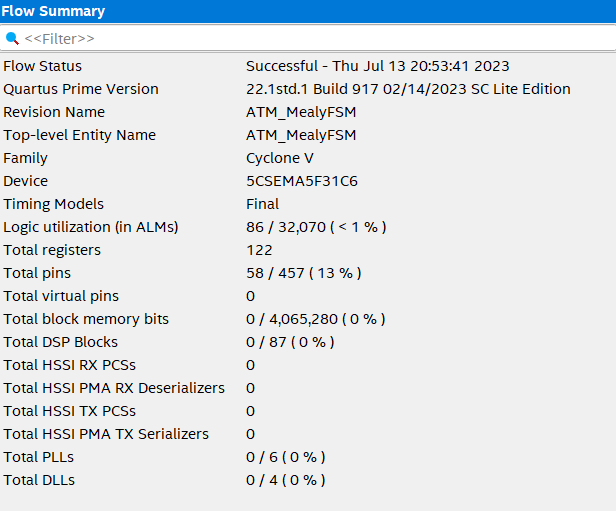 Flow Summary
<<Filter>>
Flow Status Successful - Thu Jul 13 20:53:41 2023
Quartus Prime Version 22.1std.1 Build 917 02/14/2023 SC Lite Edition
Revision Name ATM_MealyFSM
Top-level Entity Name ATM_MealyFSM
Family Cyclone V
Device 5CSEMA5F31C6
Timing Models Final
Logic utilization (in ALMs) 86 / 32,070 ( < 1 % )
Total registers 122
Total pins 58 / 457 ( 13 % )
Total virtual pins 0
Total block memory bits 0 / 4,065,280 ( 0 % )
Total DSP Blocks 0 / 87 ( 0 % )
Total HSSI RX PCSs 0
Total HSSI PMA RX Deserializers 0
Total HSSI TX PCSs 0
Total HSSI PMA TX Serializers 0
Total PLLs 0 / 6 ( 0 % )
Total DLLs 0 / 4 ( 0 % )